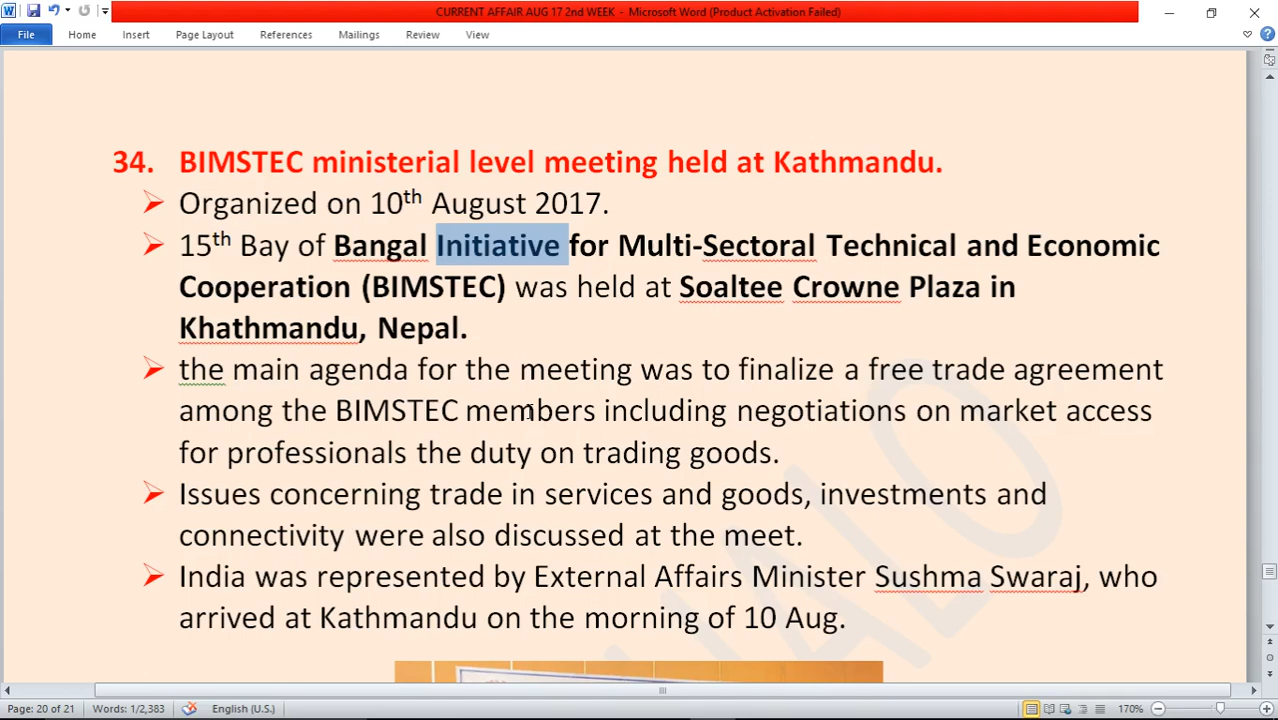 CURRENT AFFAIR AUG 17 2nd WEEK - Microsoft Word (Product Activation Failed)
File Home Insert Page Layout References Mailings Review View
34. BIMSTEC ministerial level meeting held at Kathmandu.
Organized on 10th August 2017.
15th Bay of Bangal Initiative for Multi-Sectoral Technical and Economic
Cooperation (BIMSTEC) was held at Soaltee Crowne Plaza in
Khathmandu, Nepal.
the main agenda for the meeting was to finalize a free trade agreement
among the BIMSTEC members including negotiations on market access
for professionals the duty on trading goods.
Issues concerning trade in services and goods, investments and
connectivity were also discussed at the meet.
India was represented by External Affairs Minister Sushma Swaraj, who
arrived at Kathmandu on the morning of 10 Aug.
Page: 20 of 21 Words: 1/2,383 English (U.S.) 170%